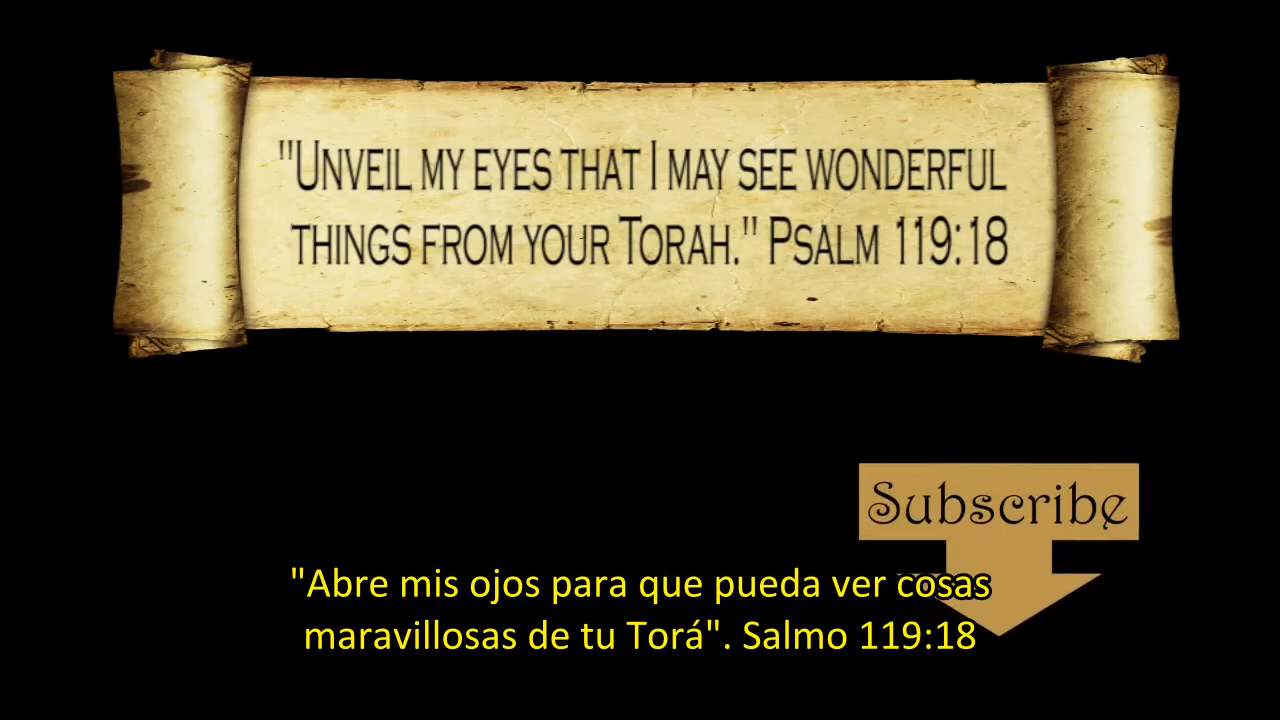 "Unveil my eyes that I may see wonderful
things from your Torah." Psalm 119:18
Subscribe
"Abre mis ojos para que pueda ver cosas
maravillosas de tu Torá". Salmo 119:18